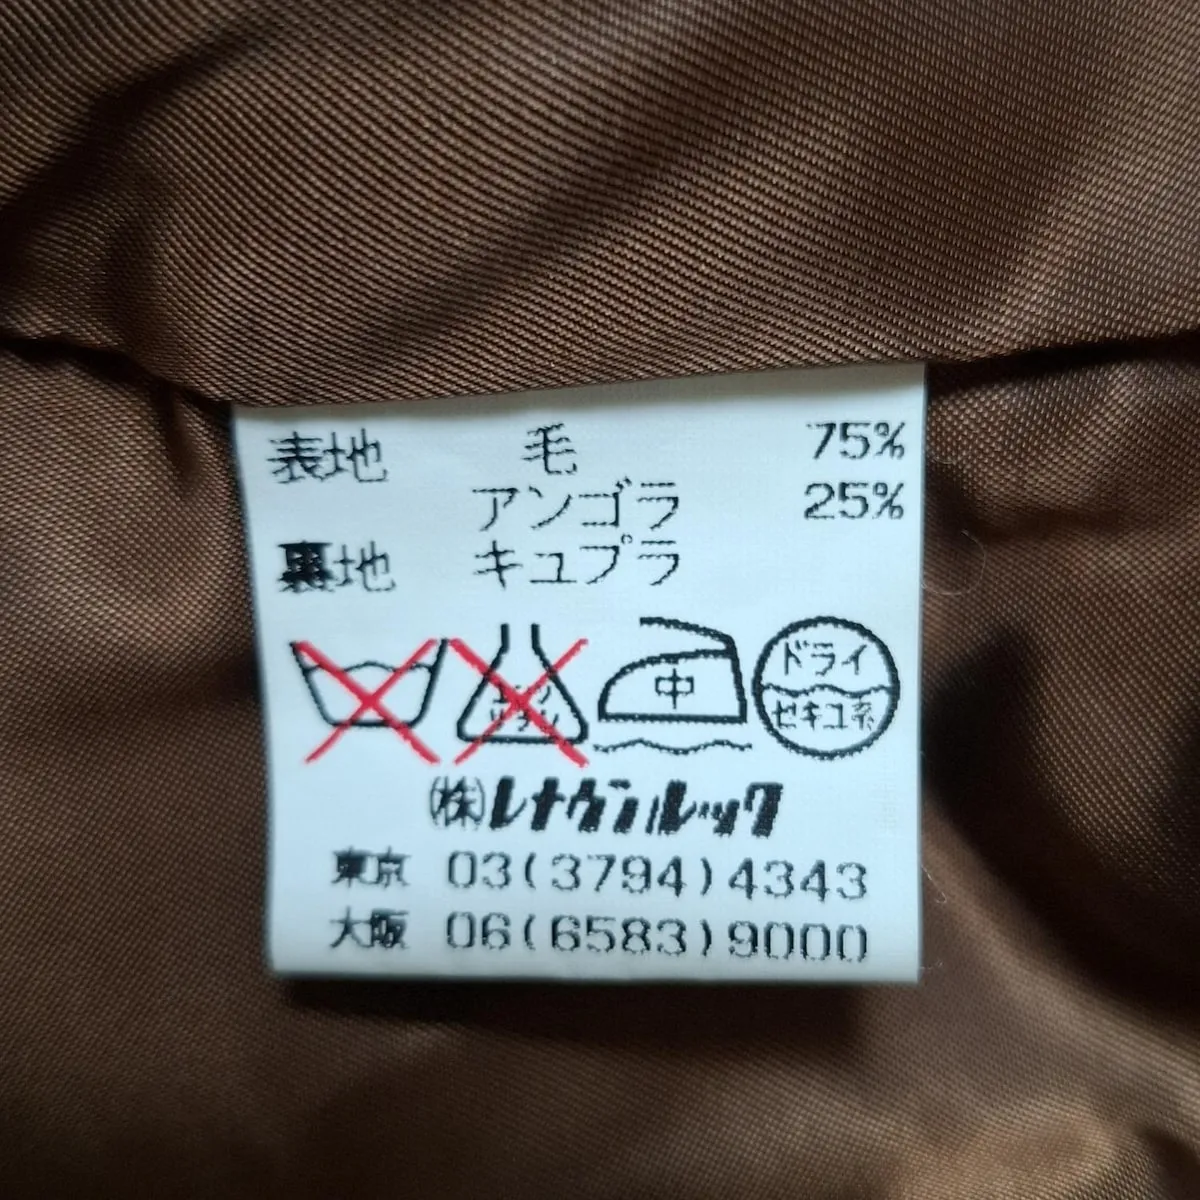 表地 毛 75%
アンゴラ 25%
裏地 キュプラ
中
ドライ
セキユ系
(株)レナウンルック
東京 03(3794)4343
大阪 06(6583)9000